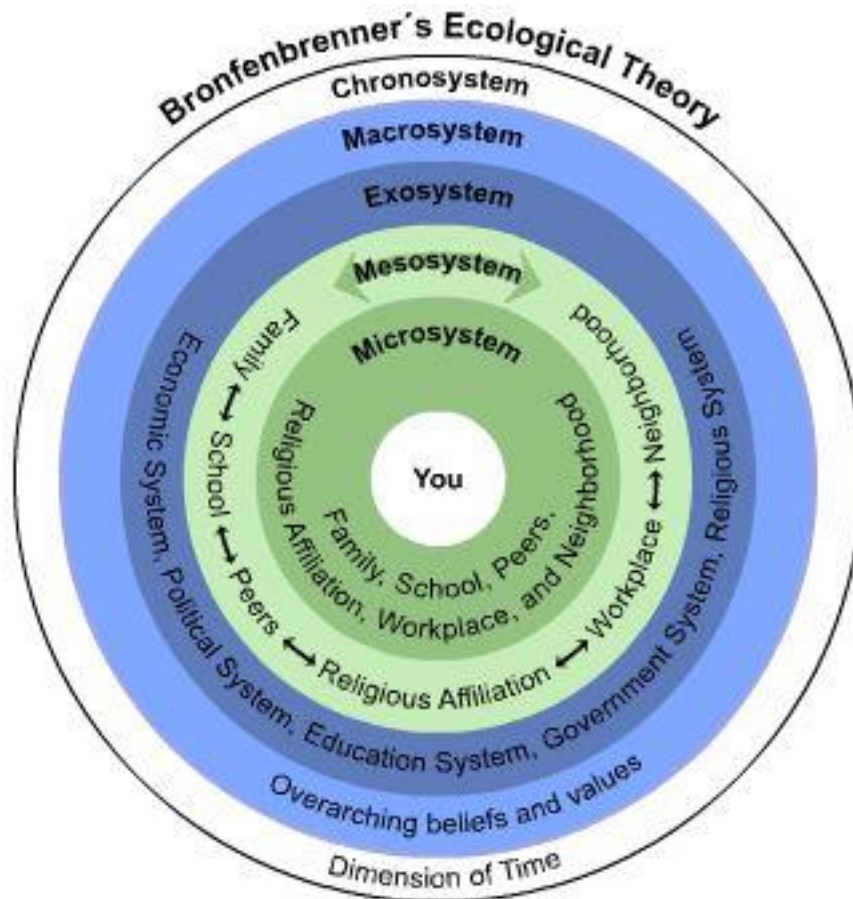 Bronfenbrenner´s Ecological Theory
Chronosystem
Macrosystem
Exosystem
Mesosystem
Microsystem
You
Family, School, Peers,
Religious Affiliation, Workplace, and Neighborhood
Family ↔ School ↔ Peers ↔ Religious Affiliation ↔ Workplace ↔ Neighborhood
Economic System, Political System, Education System, Government System, Religious System
Overarching beliefs and values
Dimension of Time